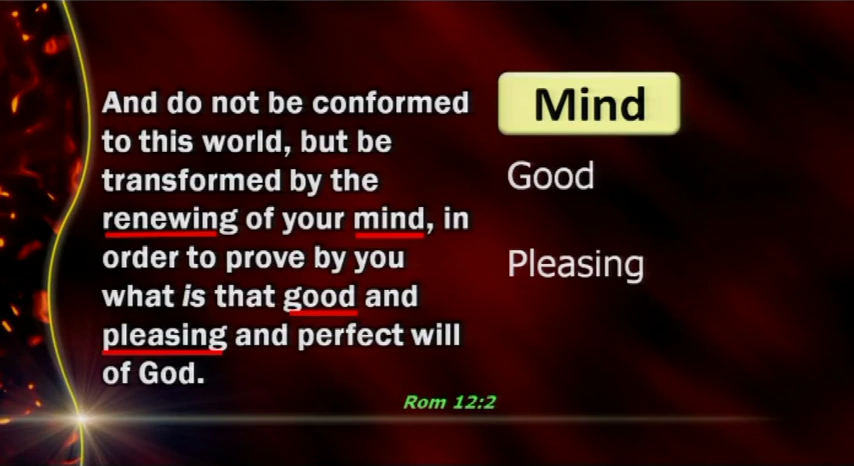 And do not be conformed
to this world, but be
transformed by the
renewing of your mind, in
order to prove by you
what is that good and
pleasing and perfect will
of God.
Rom 12:2
Mind
Good
Pleasing